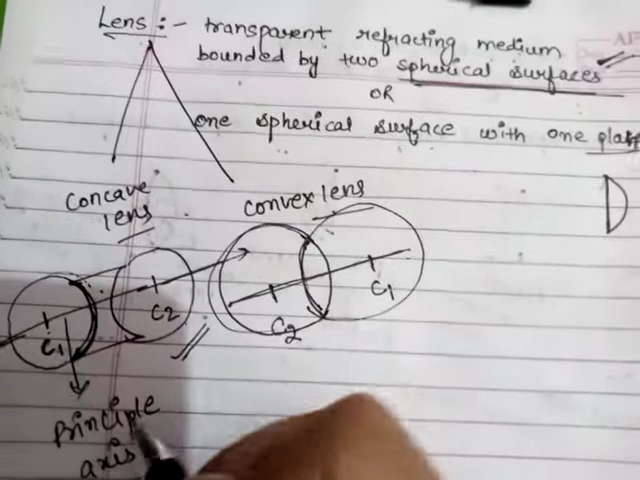 Lens :- transparent refracting medium
bounded by two spherical surfaces
OR
one spherical surface with one
Concave
lens
Convex lens
C1
C2
C2
C1
Principle
axis